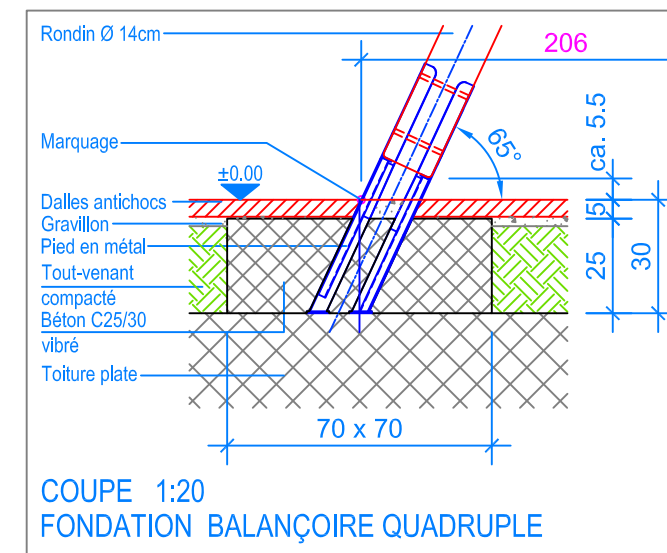 Rondin Ø 14cm
206
Marquage
65°
ca. 5.5
±0.00
Dalles antichocs
Gravillon
Pied en métal
Tout-venant
compacté
Béton C25/30
vibré
Toiture plate
5
25
30
70 x 70
COUPE 1:20
FONDATION BALANÇOIRE QUADRUPLE